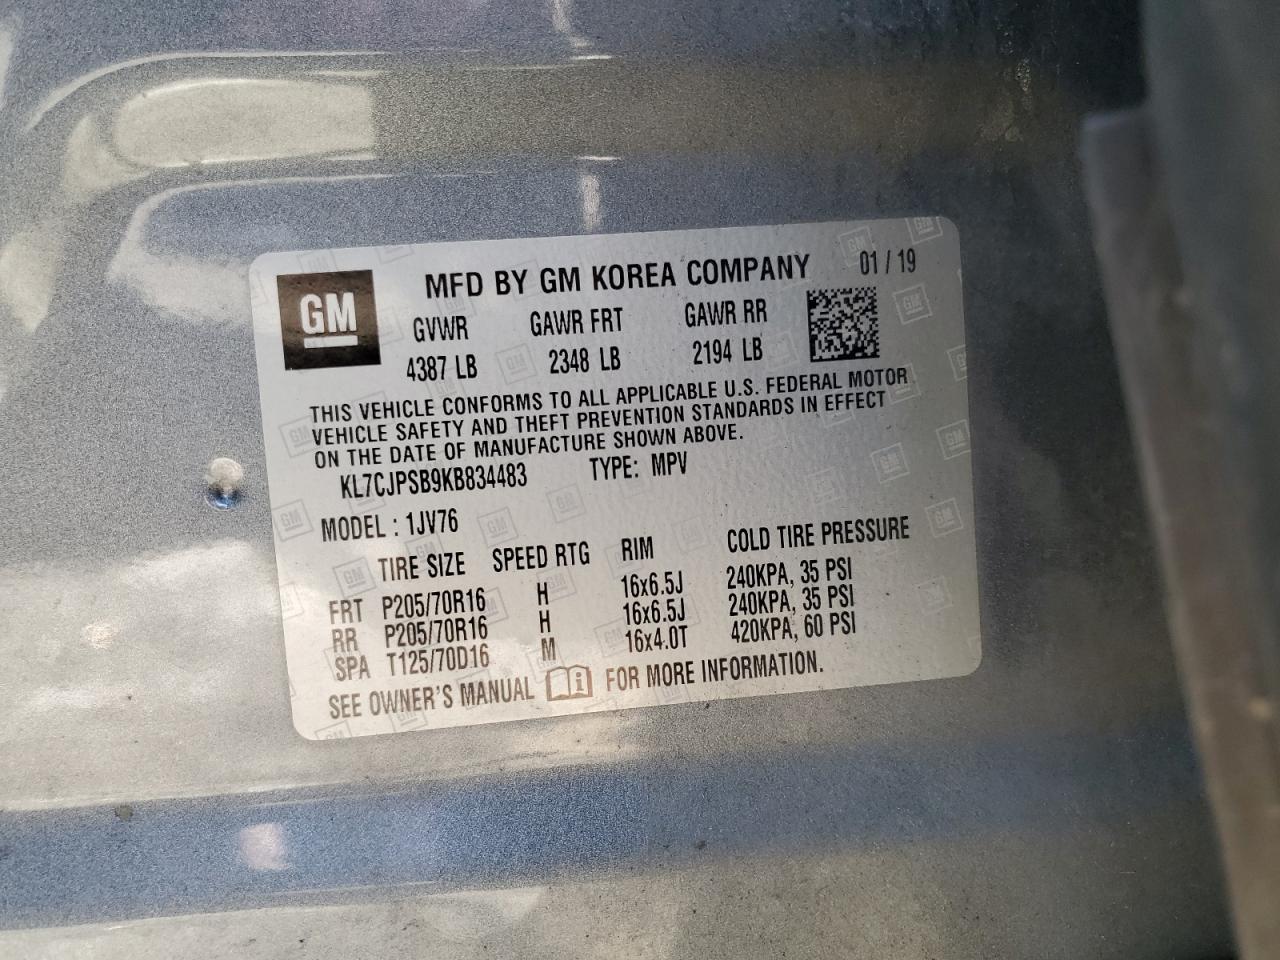 GM
MFD BY GM KOREA COMPANY 01 / 19
GVWR GAWR FRT GAWR RR
4387 LB 2348 LB 2194 LB
THIS VEHICLE CONFORMS TO ALL APPLICABLE U.S. FEDERAL MOTOR
VEHICLE SAFETY AND THEFT PREVENTION STANDARDS IN EFFECT
ON THE DATE OF MANUFACTURE SHOWN ABOVE.
KL7CJPSB9KB834483 TYPE: MPV
MODEL : 1JV76
TIRE SIZE SPEED RTG RIM COLD TIRE PRESSURE
FRT P205/70R16 H 16x6.5J 240KPA, 35 PSI
RR P205/70R16 H 16x6.5J 240KPA, 35 PSI
SPA T125/70D16 M 16x4.0T 420KPA, 60 PSI
SEE OWNER'S MANUAL i FOR MORE INFORMATION.